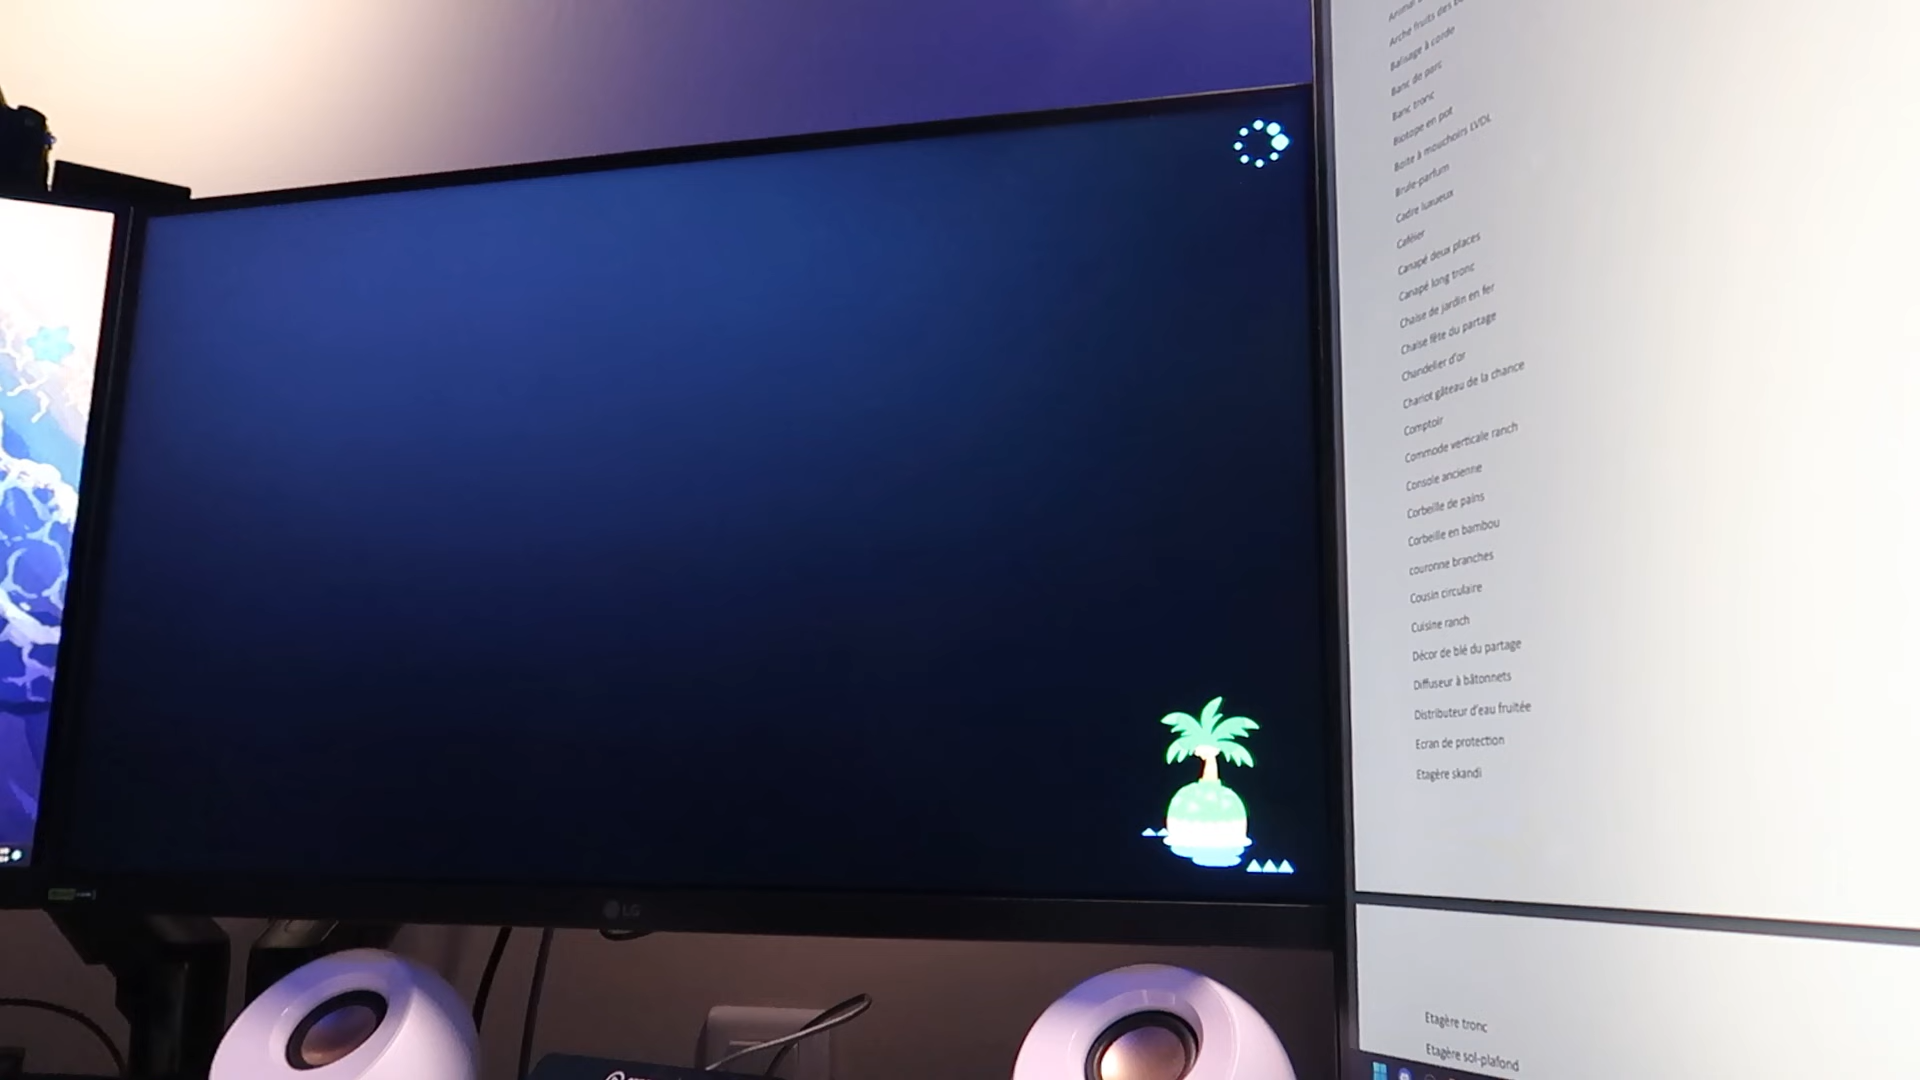 Arche fruits des
Balisage à corde
Banc de parc
Banc tronc
Biotope en pot
Boite à mouchoirs LVDL
Brule-parfum
Cadre luxueux
Caféier
Canapé deux places
Canapé long tronc
Chaise de jardin en fer
Chaise fête du partage
Chandelier d'or
Chariot gâteau de la chance
Comptoir
Commode verticale ranch
Console ancienne
Corbeille de pains
Corbeille en bambou
couronne branches
Cousin circulaire
Cuisine ranch
Décor de blé du partage
Diffuseur à bâtonnets
Distributeur d'eau fruitée
Ecran de protection
Etagère skandi
LG
Etagère tronc
Etagère sol-plafond